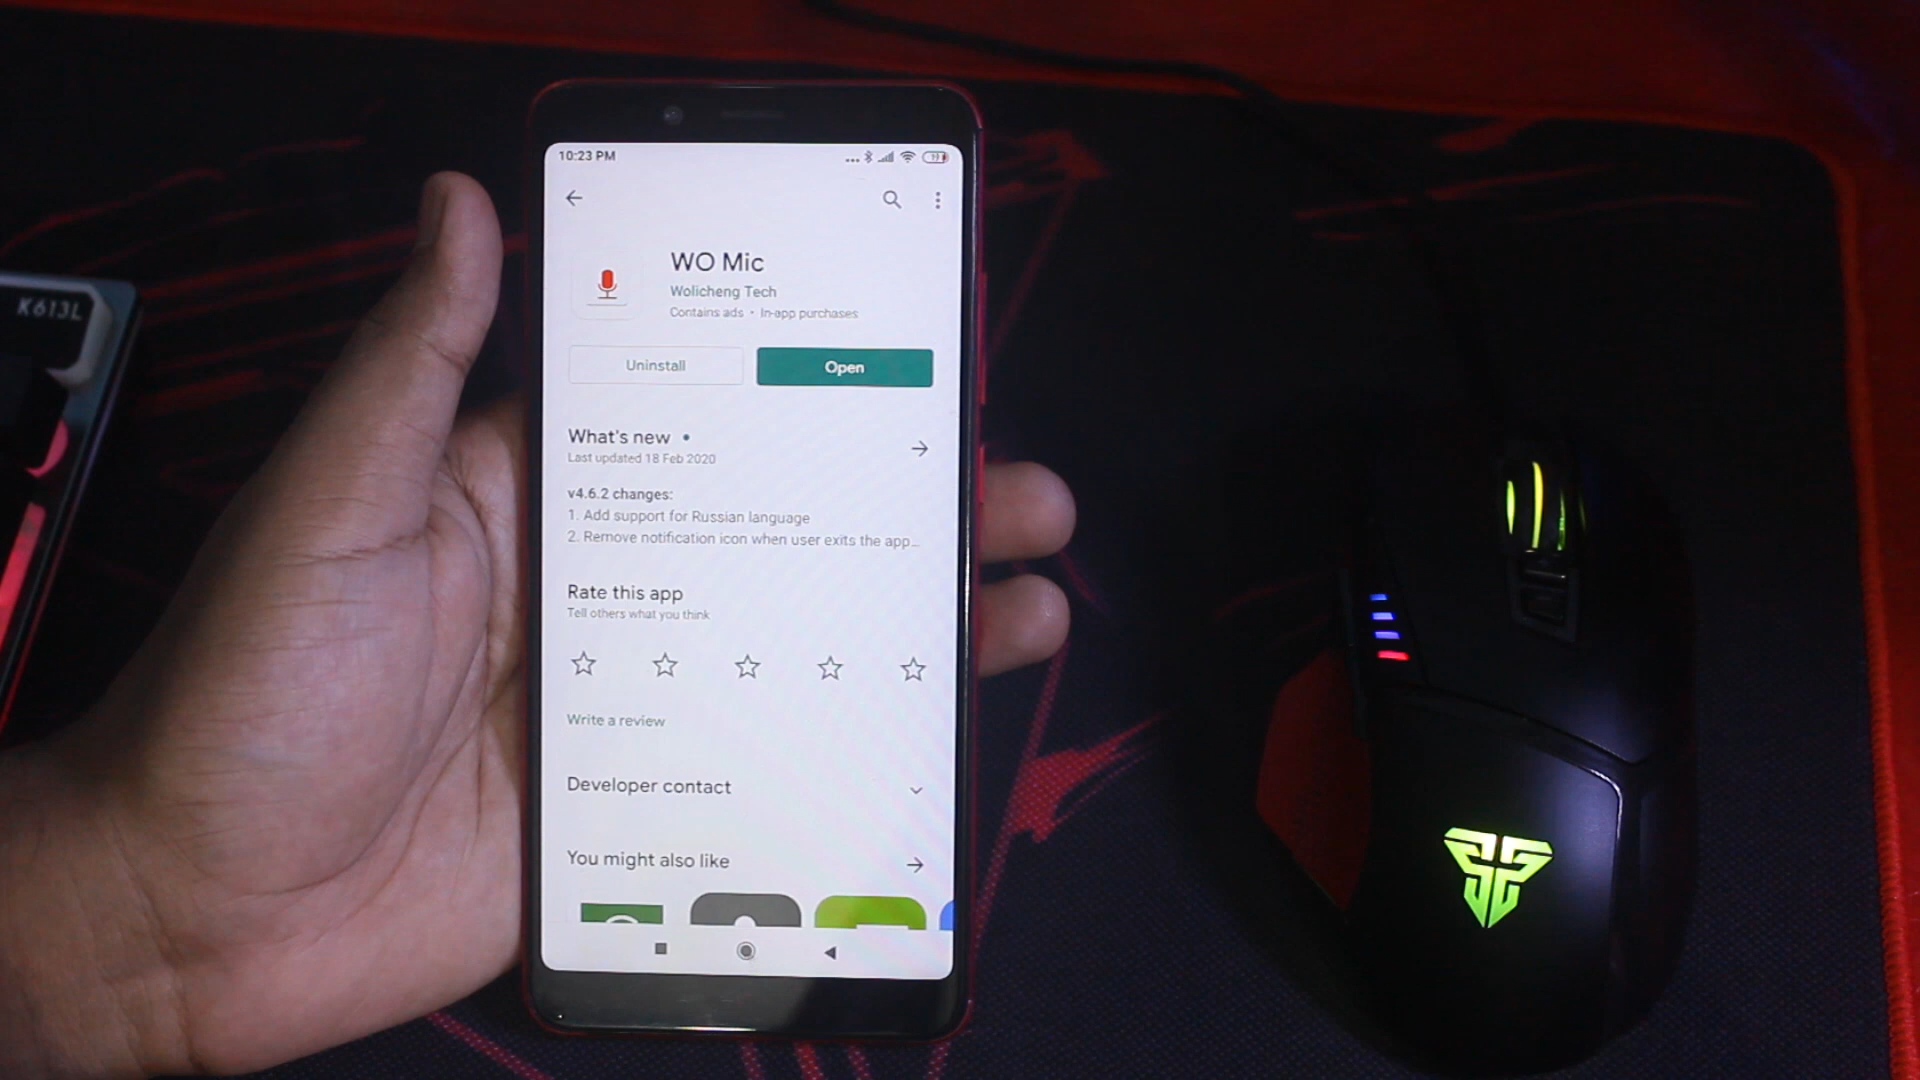 K613L
10:23 PM
WO Mic
Wolicheng Tech
Contains ads • In-app purchases
Uninstall
Open
What's new •
Last updated 18 Feb 2020
v4.6.2 changes:
1. Add support for Russian language
2. Remove notification icon when user exits the app...
Rate this app
Tell others what you think
Write a review
Developer contact
You might also like